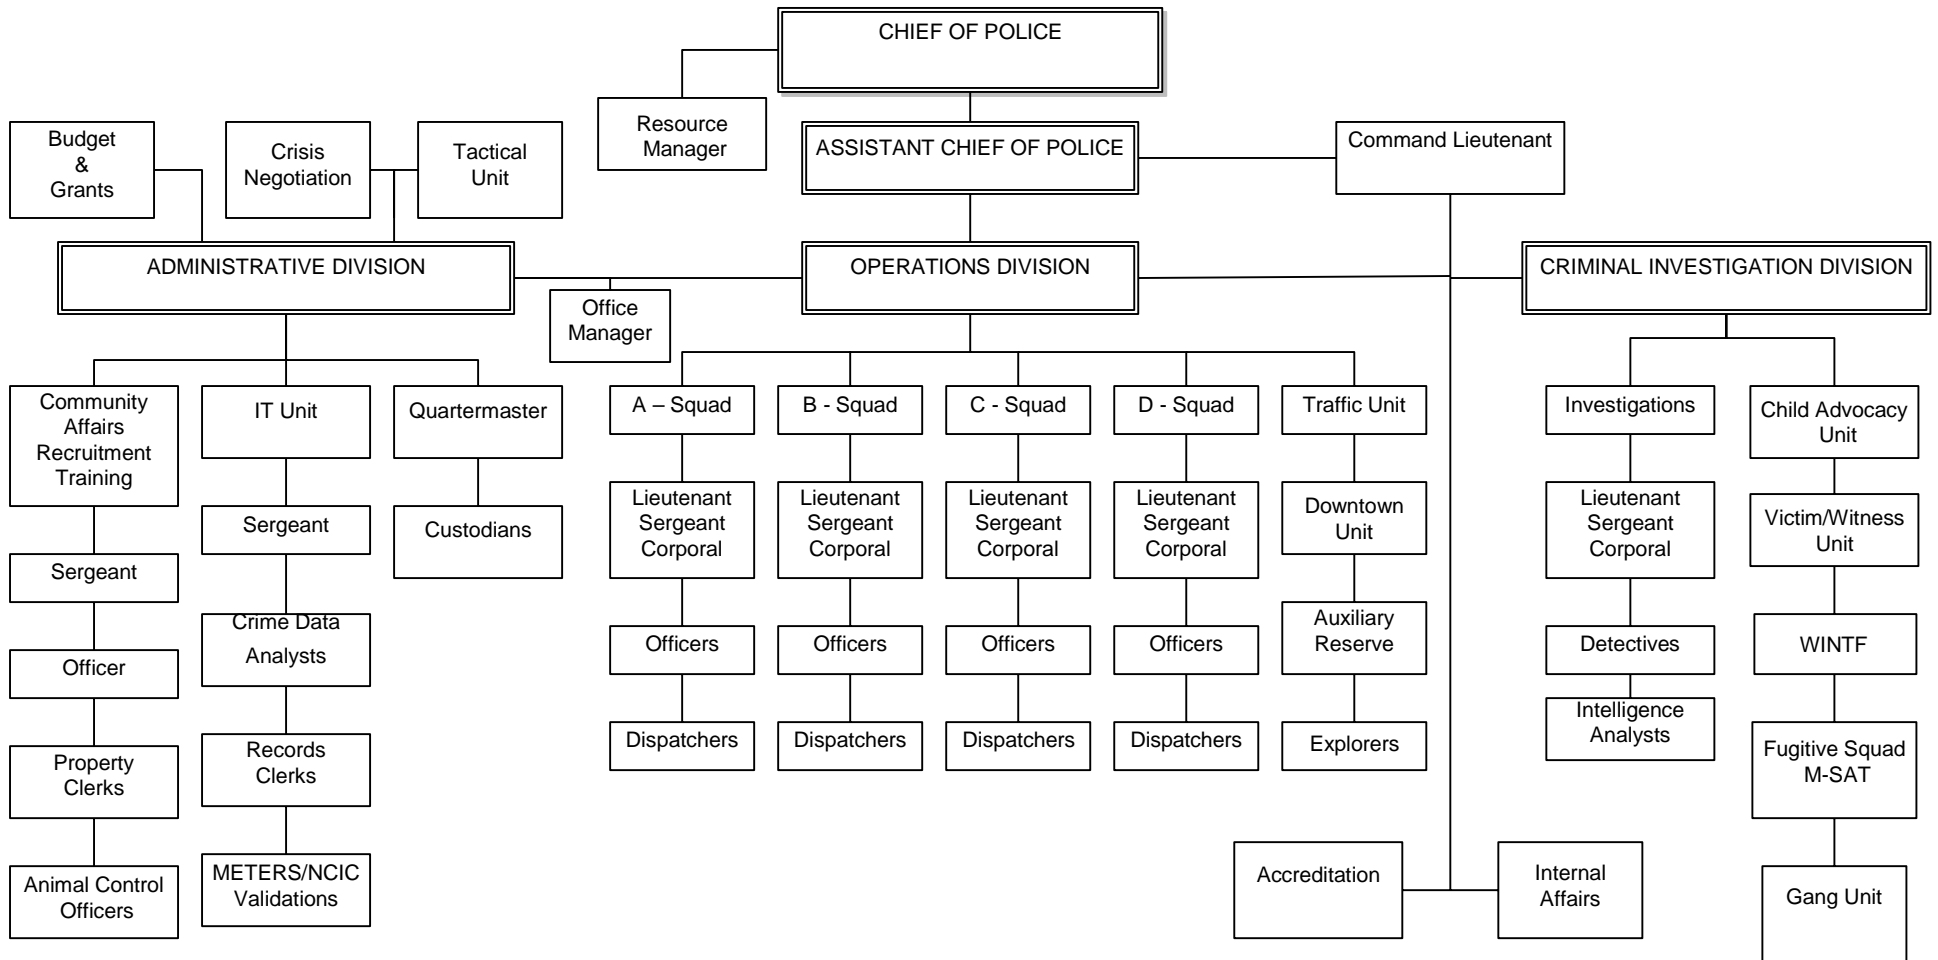 CHIEF OF POLICE
Resource
Manager
ASSISTANT CHIEF OF POLICE
Command Lieutenant
Budget
&
Grants
Crisis
Negotiation
Tactical
Unit
ADMINISTRATIVE DIVISION
OPERATIONS DIVISION
CRIMINAL INVESTIGATION DIVISION
Office
Manager
Community
Affairs
Recruitment
Training
Sergeant
Officer
Property
Clerks
Animal Control
Officers
IT Unit
Sergeant
Crime Data
Analysts
Records
Clerks
METERS/NCIC
Validations
Quartermaster
Custodians
A – Squad
Lieutenant
Sergeant
Corporal
Officers
Dispatchers
B - Squad
Lieutenant
Sergeant
Corporal
Officers
Dispatchers
C - Squad
Lieutenant
Sergeant
Corporal
Officers
Dispatchers
D - Squad
Lieutenant
Sergeant
Corporal
Officers
Dispatchers
Traffic Unit
Downtown
Unit
Auxiliary
Reserve
Explorers
Accreditation
Internal
Affairs
Investigations
Lieutenant
Sergeant
Corporal
Detectives
Intelligence
Analysts
Child Advocacy
Unit
Victim/Witness
Unit
WINTF
Fugitive Squad
M-SAT
Gang Unit